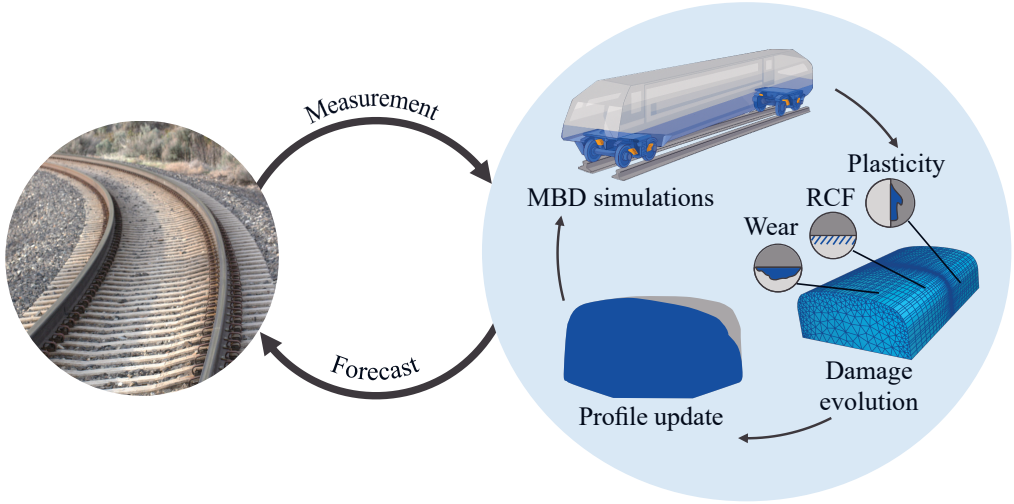 Measurement
MBD simulations
Plasticity
RCF
Wear
Damage
evolution
Profile update
Forecast